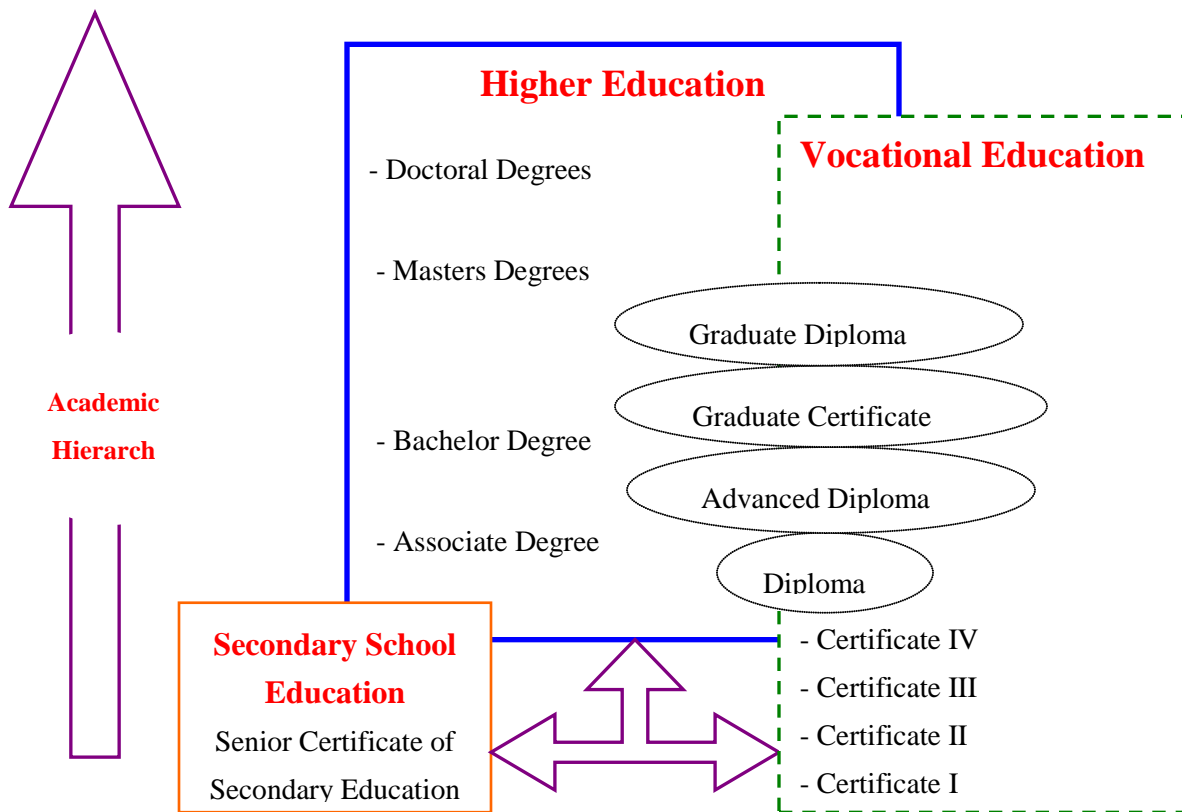 Higher Education
Vocational Education
- Doctoral Degrees
- Masters Degrees
Graduate Diploma
Academic
Hierarch
Graduate Certificate
- Bachelor Degree
Advanced Diploma
- Associate Degree
Diploma
Secondary School
Education
Senior Certificate of
Secondary Education
- Certificate IV
- Certificate III
- Certificate II
- Certificate I